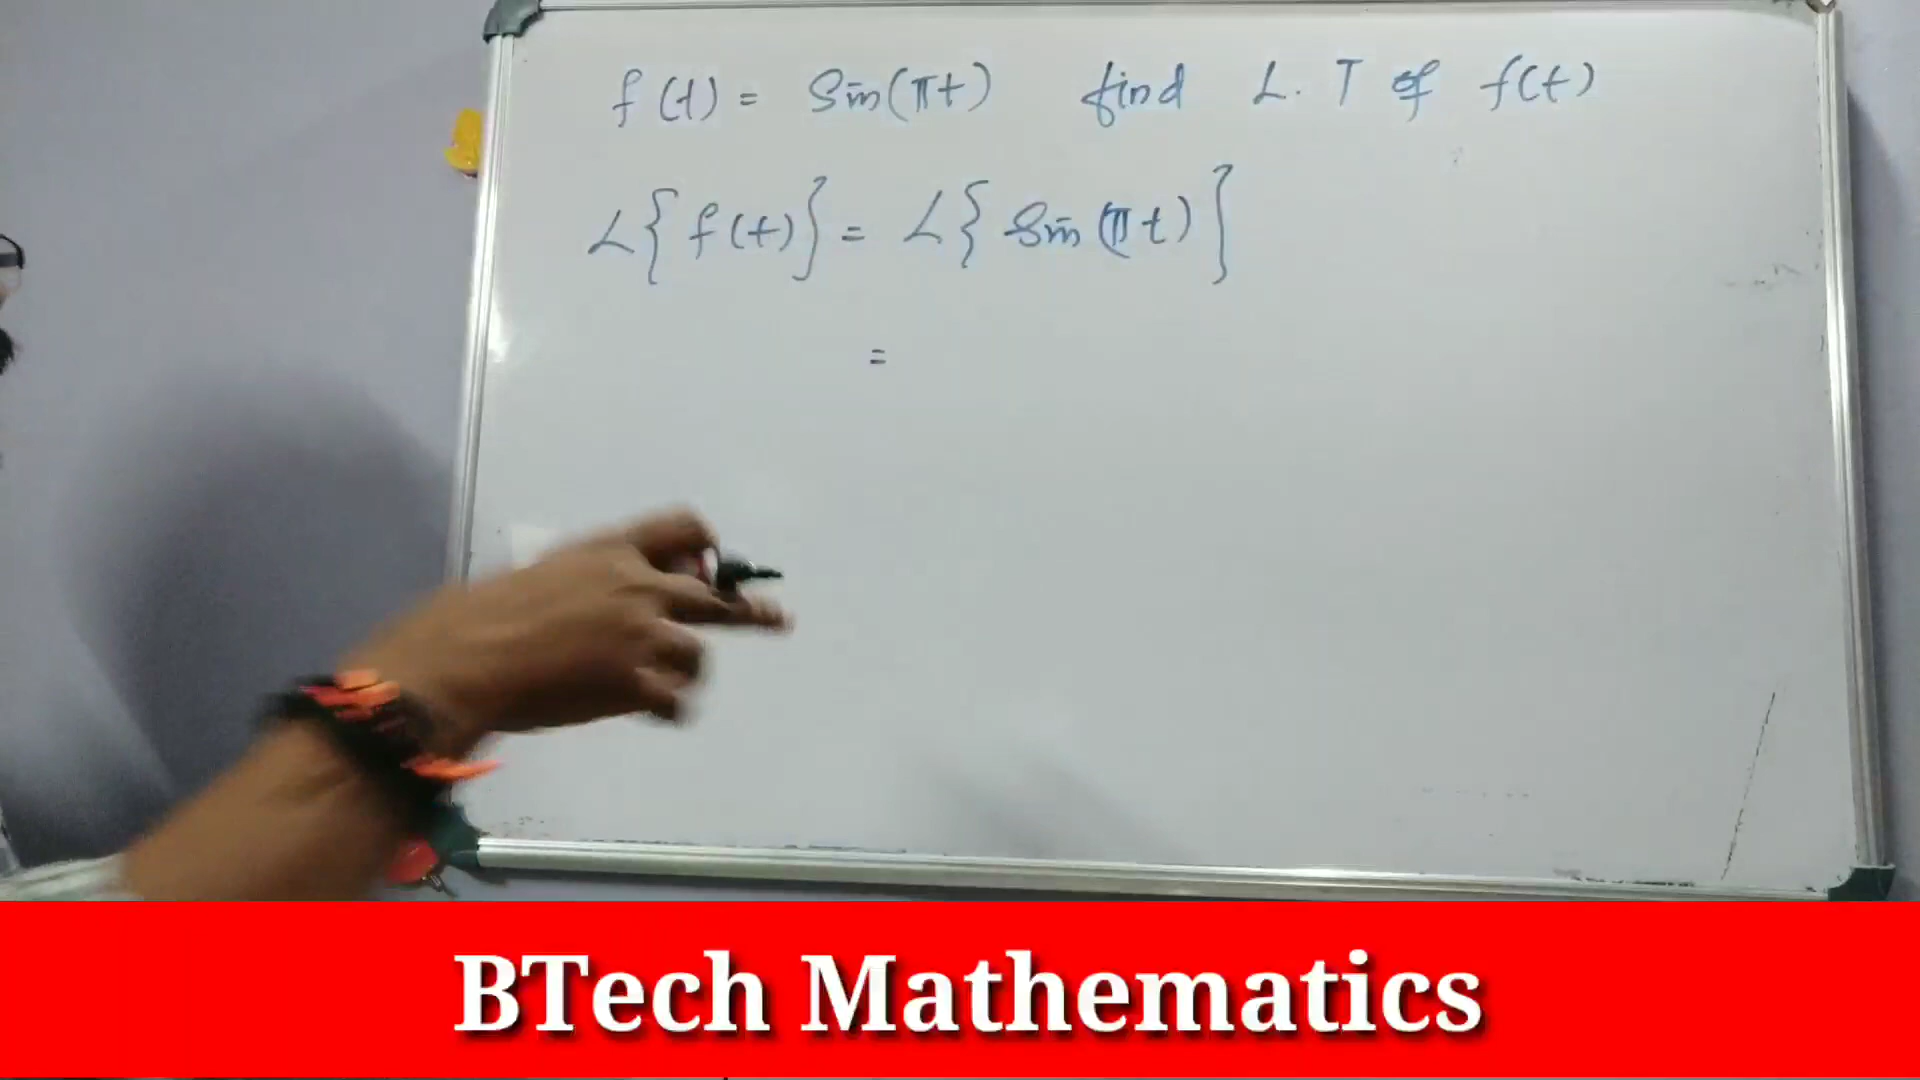 f(t) = Sin(πt) find L.T of f(t)
L{f(t)} = L{Sin(πt)}
=
BTech Mathematics